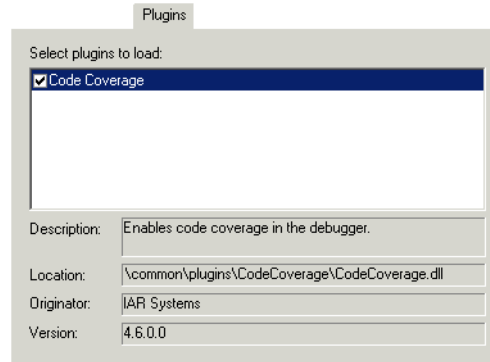 Plugins
Select plugins to load:
Code Coverage
Description: Enables code coverage in the debugger.
Location: \common\plugins\CodeCoverage\CodeCoverage.dll
Originator: IAR Systems
Version: 4.6.0.0